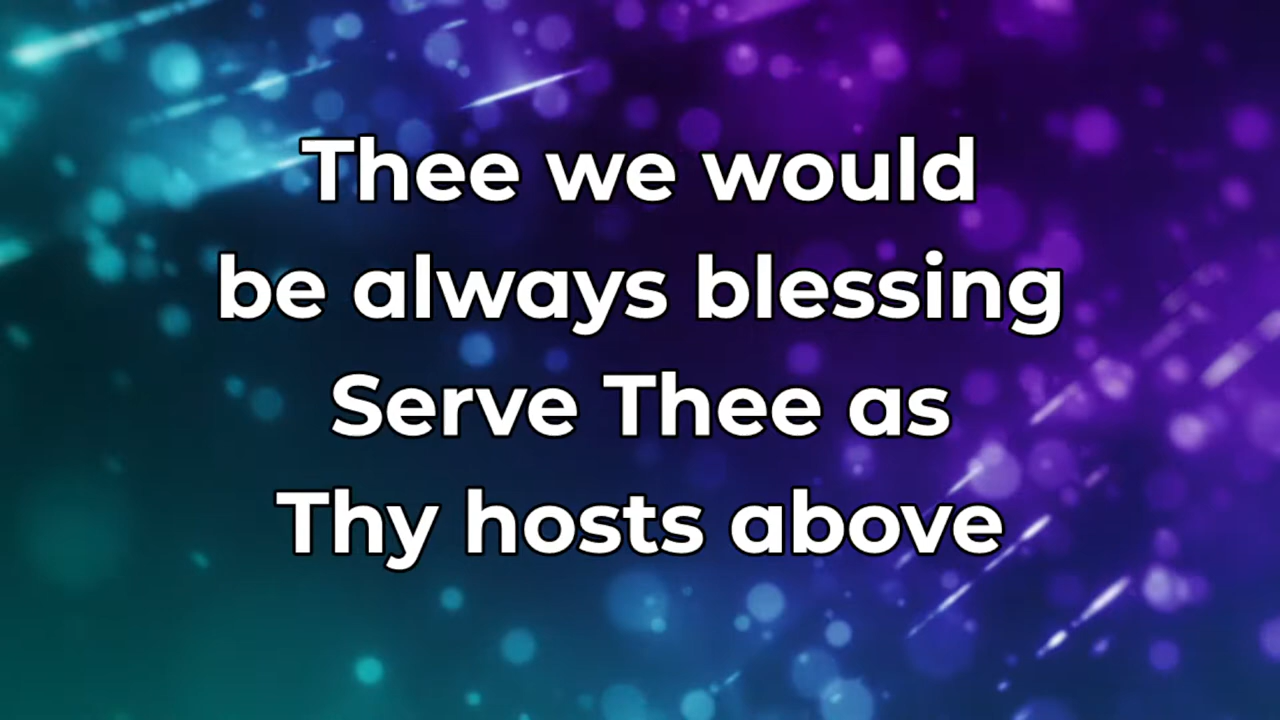 Thee we would
be always blessing
Serve Thee as
Thy hosts above